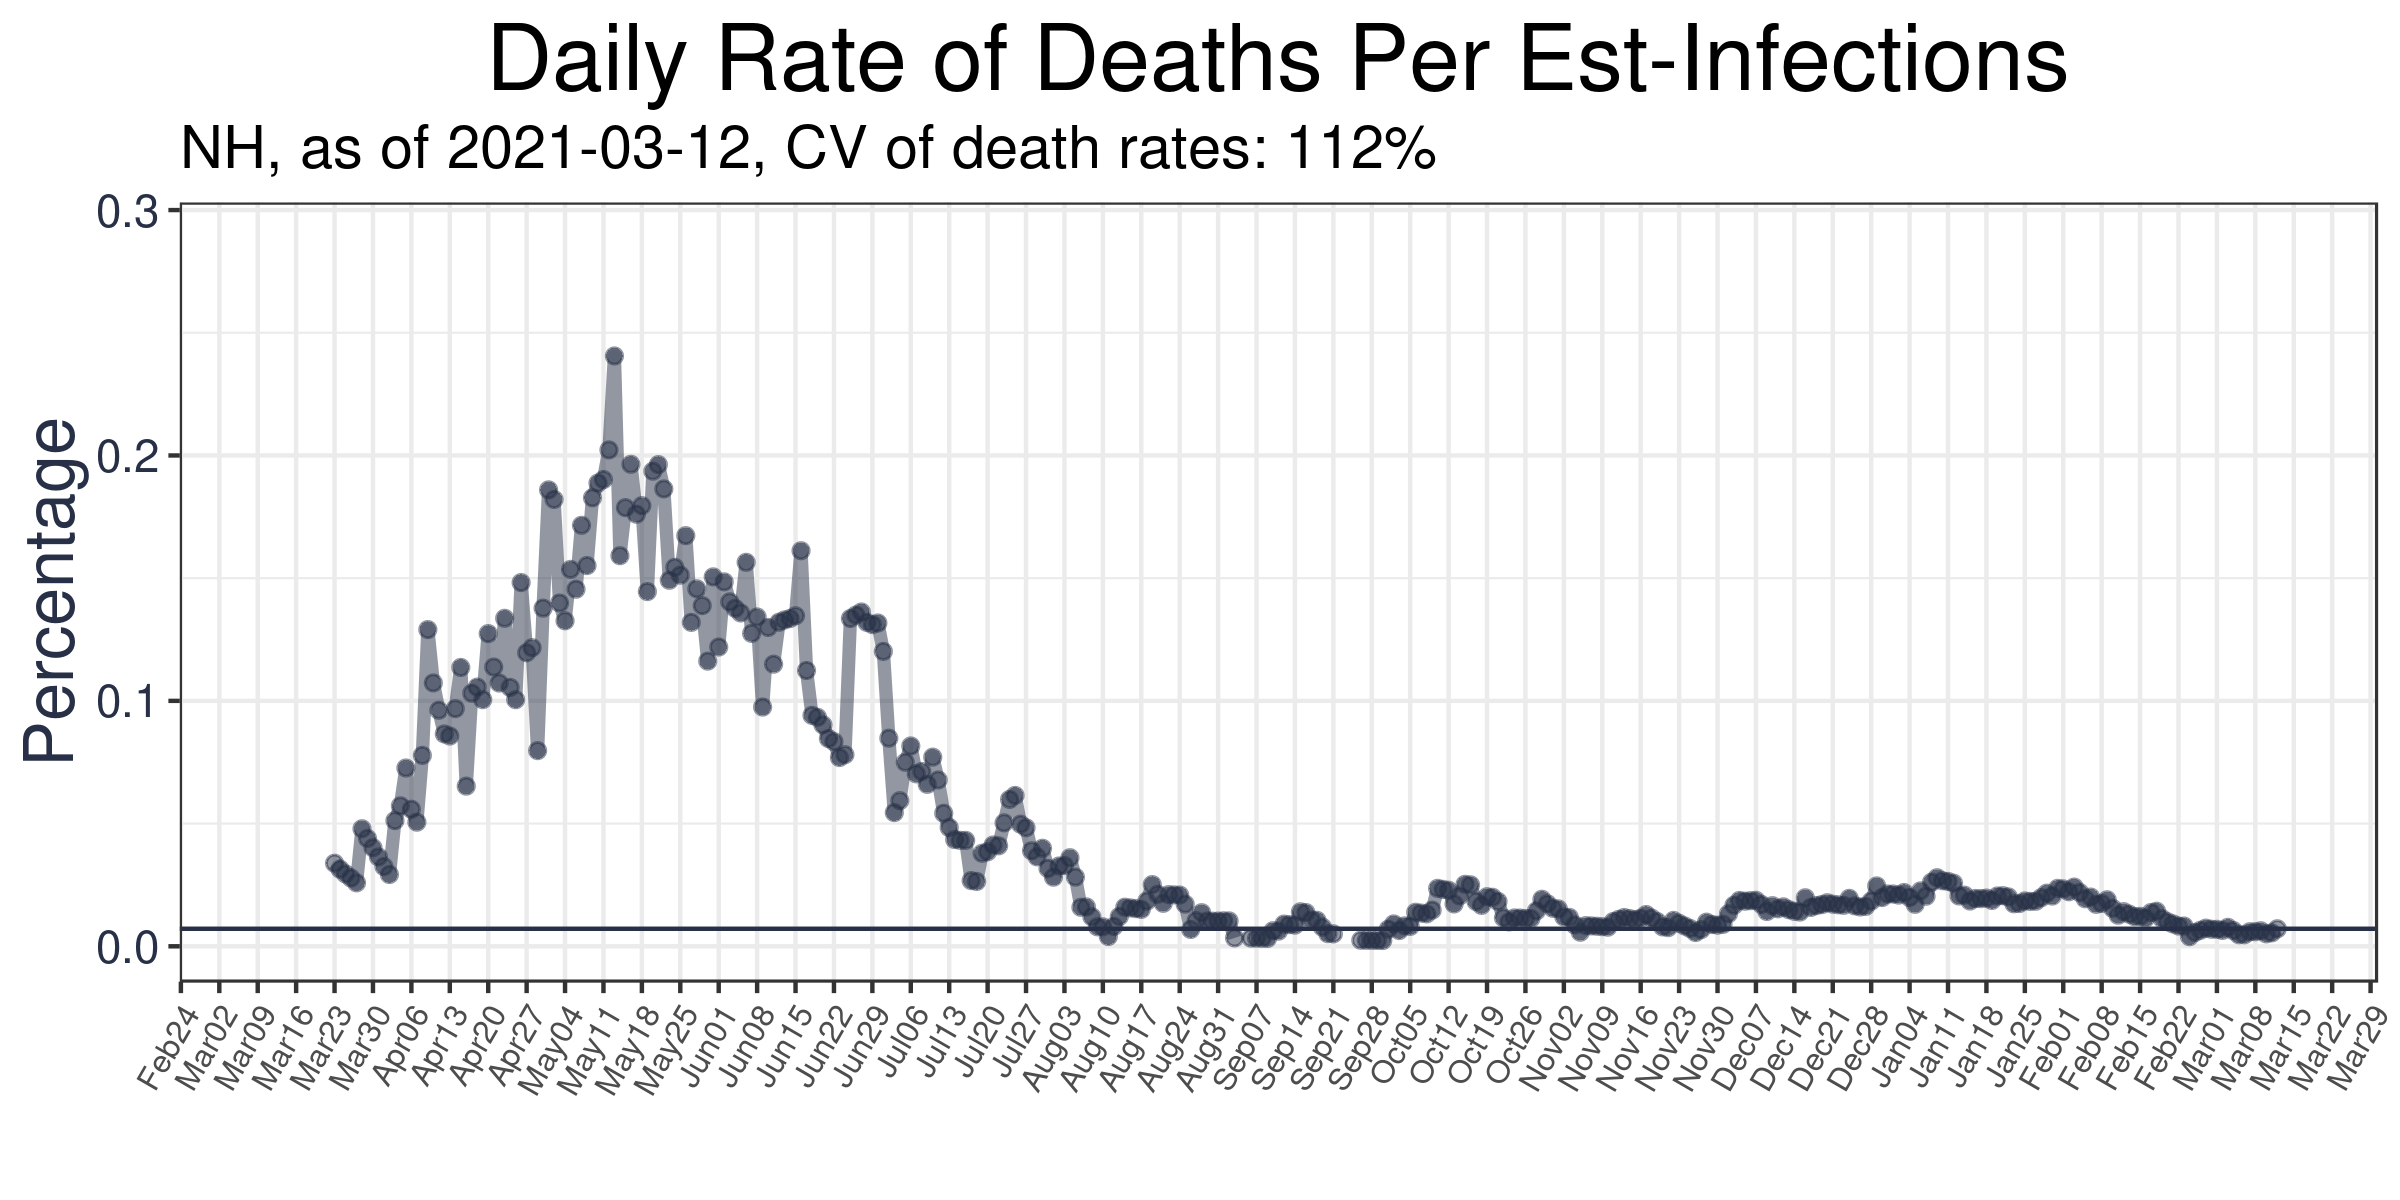 Daily Rate of Deaths Per Est-Infections
NH, as of 2021-03-12, CV of death rates: 112%
Percentage
0.3
0.2
0.1
0.0
Feb24
Mar02
Mar09
Mar16
Mar23
Mar30
Apr06
Apr13
Apr20
Apr27
May04
May11
May18
May25
Jun01
Jun08
Jun15
Jun22
Jun29
Jul06
Jul13
Jul20
Jul27
Aug03
Aug10
Aug17
Aug24
Aug31
Sep07
Sep14
Sep21
Sep28
Oct05
Oct12
Oct19
Oct26
Nov02
Nov09
Nov16
Nov23
Nov30
Dec07
Dec14
Dec21
Dec28
Jan04
Jan11
Jan18
Jan25
Feb01
Feb08
Feb15
Feb22
Mar01
Mar08
Mar15
Mar22
Mar29